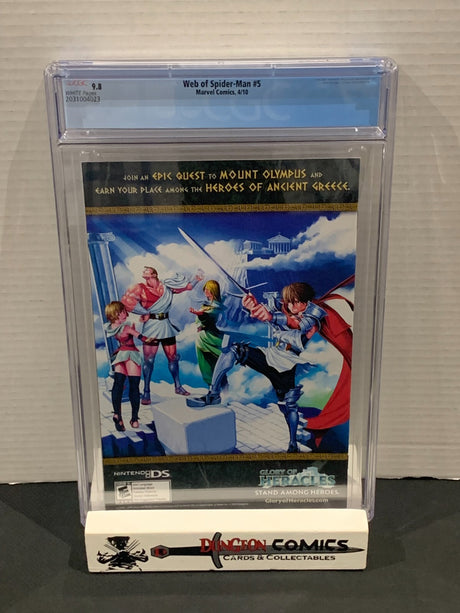 CGC
9.8
WHITE Pages
2031004023
Web of Spider-Man #5
Marvel Comics, 4/10
JOIN AN EPIC QUEST TO MOUNT OLYMPUS AND
EARN YOUR PLACE AMONG THE HEROES OF ANCIENT GREECE.
NINTENDO DS
GLORY OF
HERACLES
STAND AMONG HEROES.
GloryofHeracles.com
DUNGEON COMICS
CARDS & COLLECTABLES